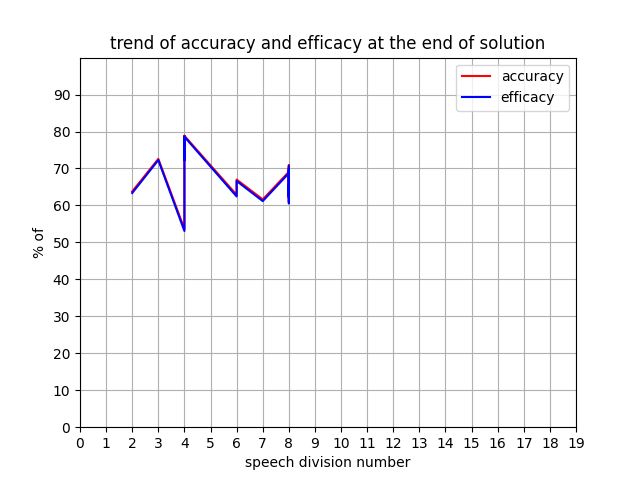 trend of accuracy and efficacy at the end of solution
accuracy
efficacy
90
80
70
60
50
40
30
20
10
0
% of
0 1 2 3 4 5 6 7 8 9 10 11 12 13 14 15 16 17 18 19
speech division number